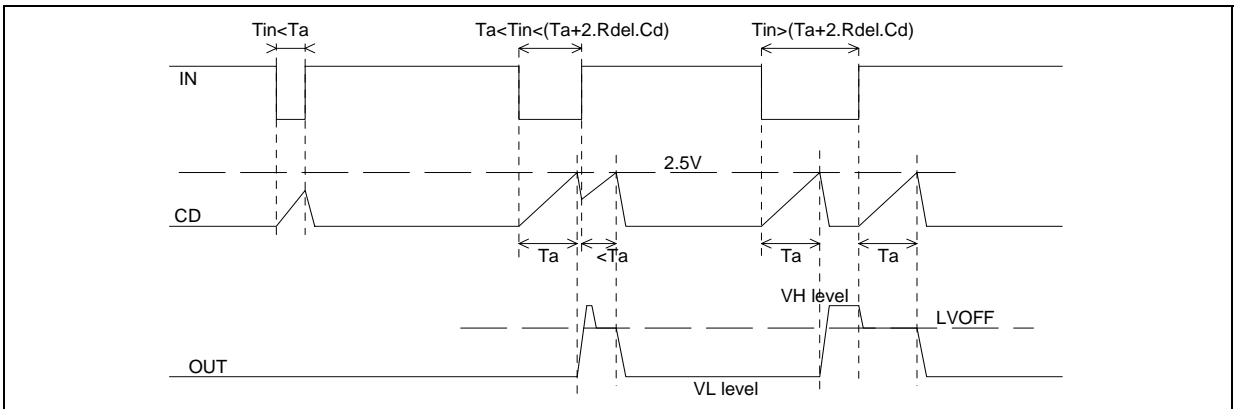 Tin<Ta
Ta<Tin<(Ta+2.Rdel.Cd)
Tin>(Ta+2.Rdel.Cd)
IN
2.5V
CD
Ta
<Ta
Ta
Ta
VH level
LVOFF
OUT
VL level